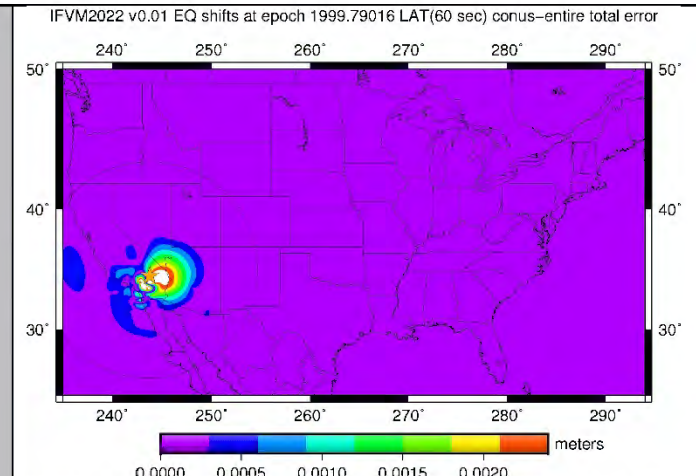 IFVM2022 v0.01 EQ shifts at epoch 1999.79016 LAT(60 sec) conus−entire total error
240˚ 250˚ 260˚ 270˚ 280˚ 290˚
50˚ 50˚
40˚ 40˚
30˚ 30˚
240˚ 250˚ 260˚ 270˚ 280˚ 290˚
meters
0.0000 0.0005 0.0010 0.0015 0.0020